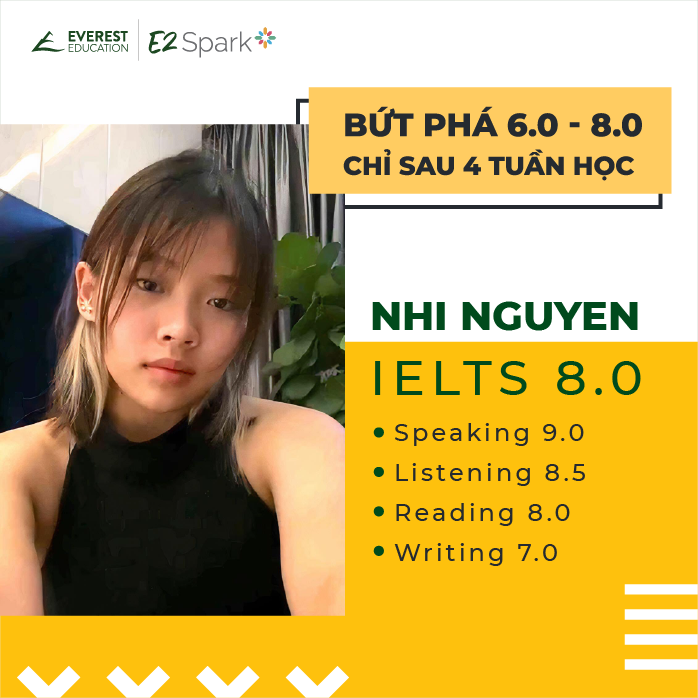 EVEREST
EDUCATION
E2 Spark
BỨT PHÁ 6.0 - 8.0
CHỈ SAU 4 TUẦN HỌC
NHI NGUYEN
IELTS 8.0
Speaking 9.0
Listening 8.5
Reading 8.0
Writing 7.0